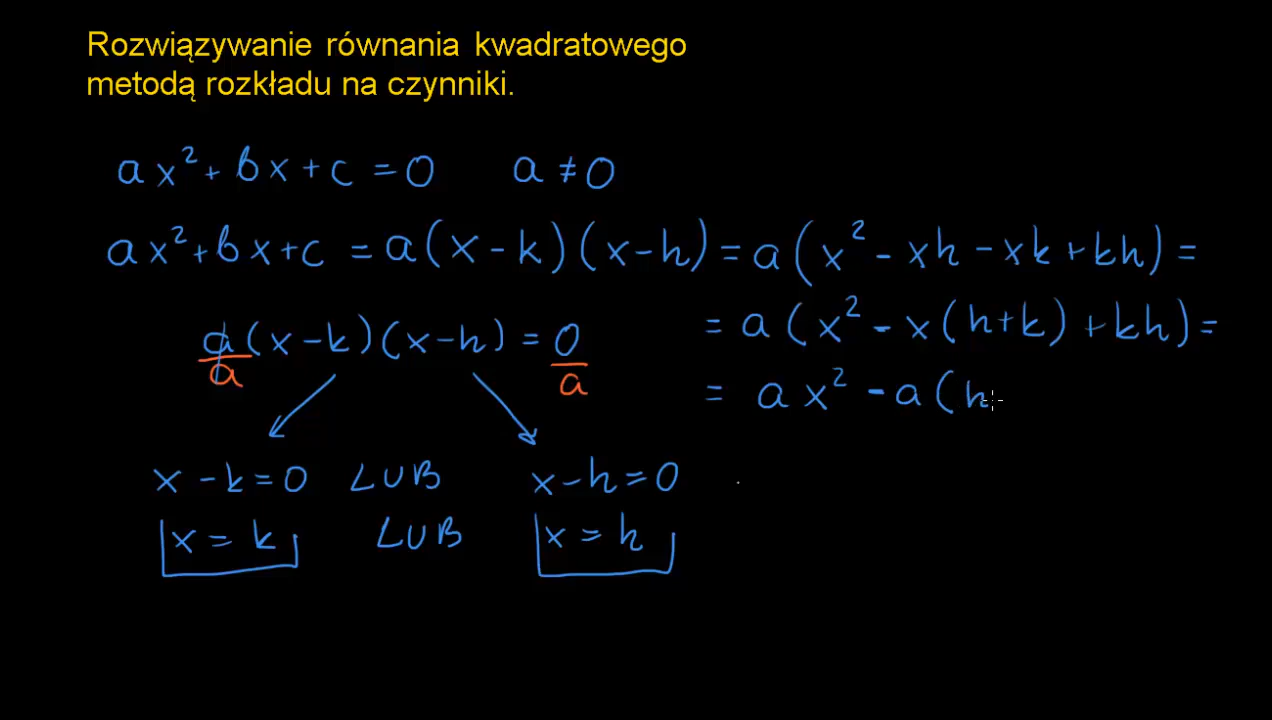 Rozwiązywanie równania kwadratowego
metodą rozkładu na czynniki.
ax² + bx + c = 0 a ≠ 0
ax² + bx + c = a(x - k)(x - h) = a(x² - xh - xk + kh) =
= a(x² - x(h + k) + kh) =
= ax² - a(h
a(x - k)(x - h) = 0
a a
x - k = 0 LUB x - h = 0
x = k LUB x = h